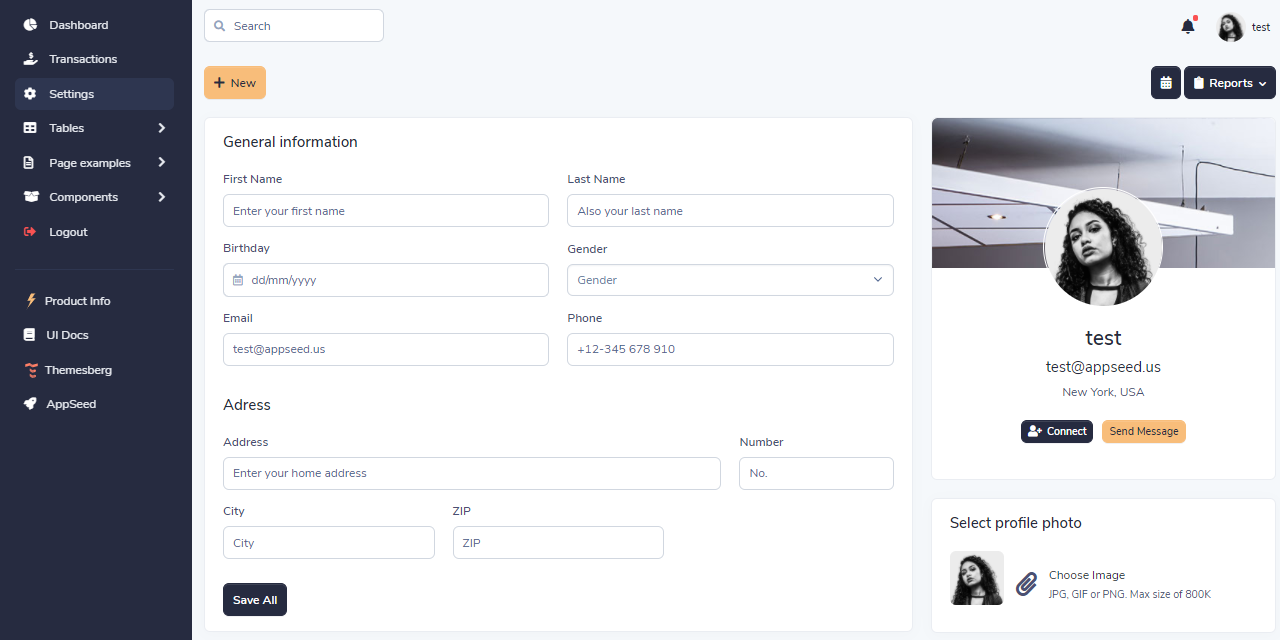 Dashboard
Transactions
Settings
Tables
Page examples
Components
Logout
Product Info
UI Docs
Themesberg
AppSeed
Search
test
New
Reports
General information
First Name
Last Name
Enter your first name
Also your last name
Birthday
Gender
dd/mm/yyyy
Gender
Email
Phone
test@appseed.us
+12-345 678 910
Adress
Address
Number
Enter your home address
No.
City
ZIP
City
ZIP
Save All
test
test@appseed.us
New York, USA
Connect
Send Message
Select profile photo
Choose Image
JPG, GIF or PNG. Max size of 800K